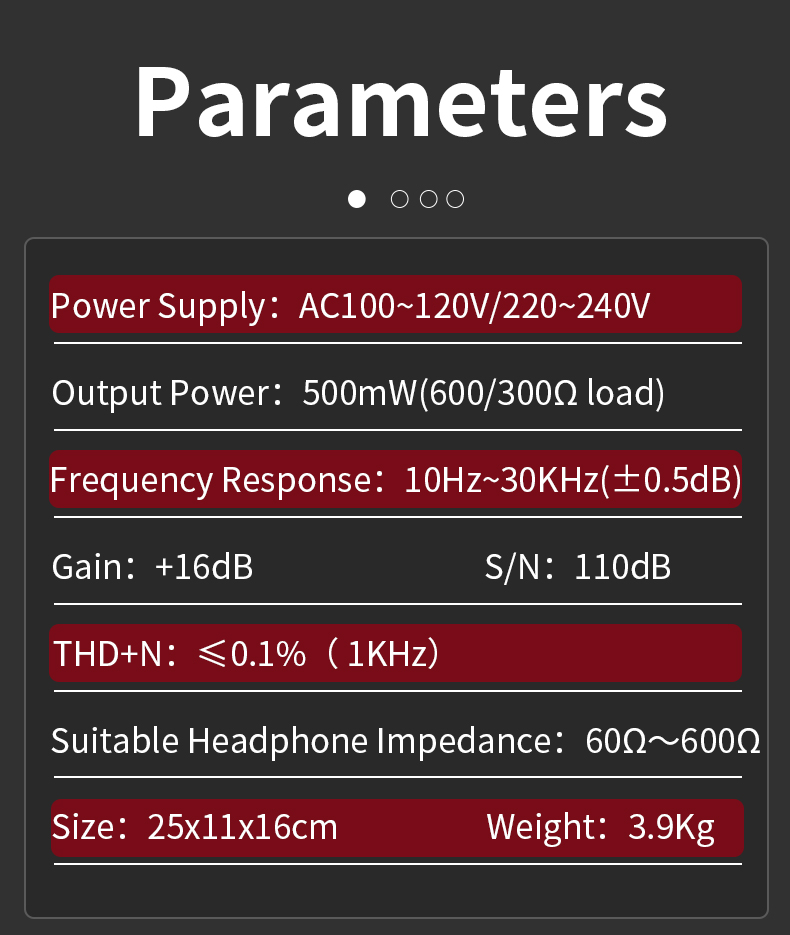 Parameters
Power Supply：AC100~120V/220~240V
Output Power：500mW(600/300Ω load)
Frequency Response：10Hz~30KHz(±0.5dB)
Gain：+16dB S/N：110dB
THD+N：≤0.1%（ 1KHz）
Suitable Headphone Impedance：60Ω～600Ω
Size：25x11x16cm Weight：3.9Kg